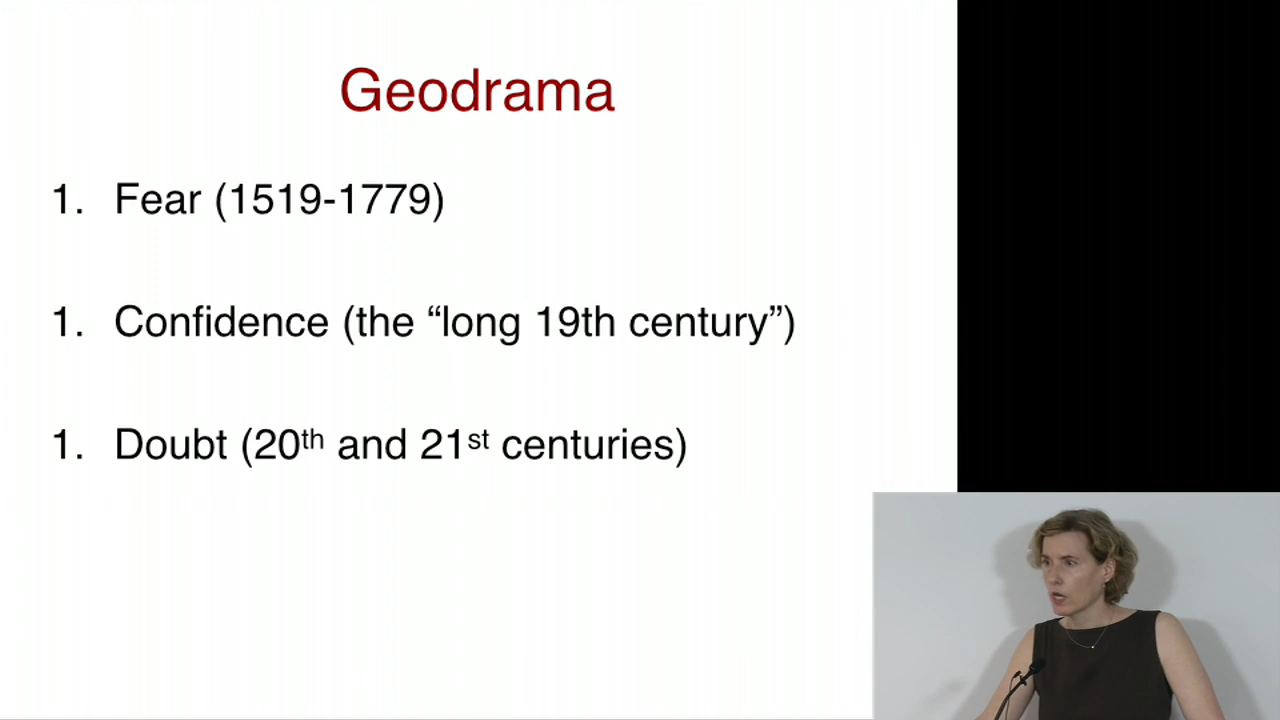 Geodrama
1. Fear (1519-1779)
1. Confidence (the “long 19th century”)
1. Doubt (20th and 21st centuries)